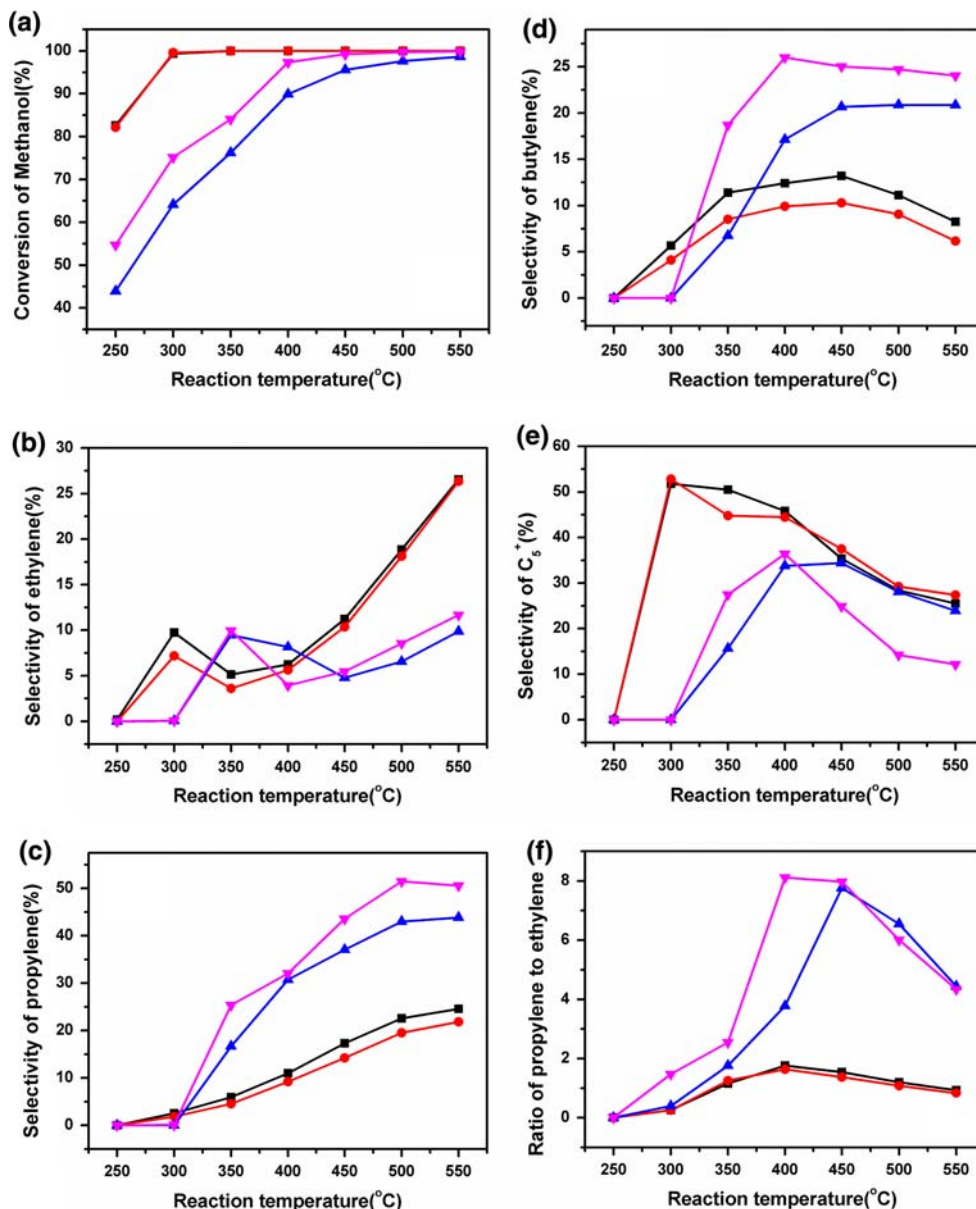 (a)
Conversion of Methanol(%)
100
90
80
70
60
50
40
250 300 350 400 450 500 550
Reaction temperature(°C)
(b)
Selectivity of ethylene(%)
30
25
20
15
10
5
0
250 300 350 400 450 500 550
Reaction temperature(°C)
(c)
Selectivity of propylene(%)
50
40
30
20
10
0
250 300 350 400 450 500 550
Reaction temperature(°C)
(d)
Selectivity of butylene(%)
25
20
15
10
5
0
250 300 350 400 450 500 550
Reaction temperature(°C)
(e)
Selectivity of C₅⁺(%)
60
50
40
30
20
10
0
250 300 350 400 450 500 550
Reaction temperature(°C)
(f)
Ratio of propylene to ethylene
8
6
4
2
0
250 300 350 400 450 500 550
Reaction temperature(°C)